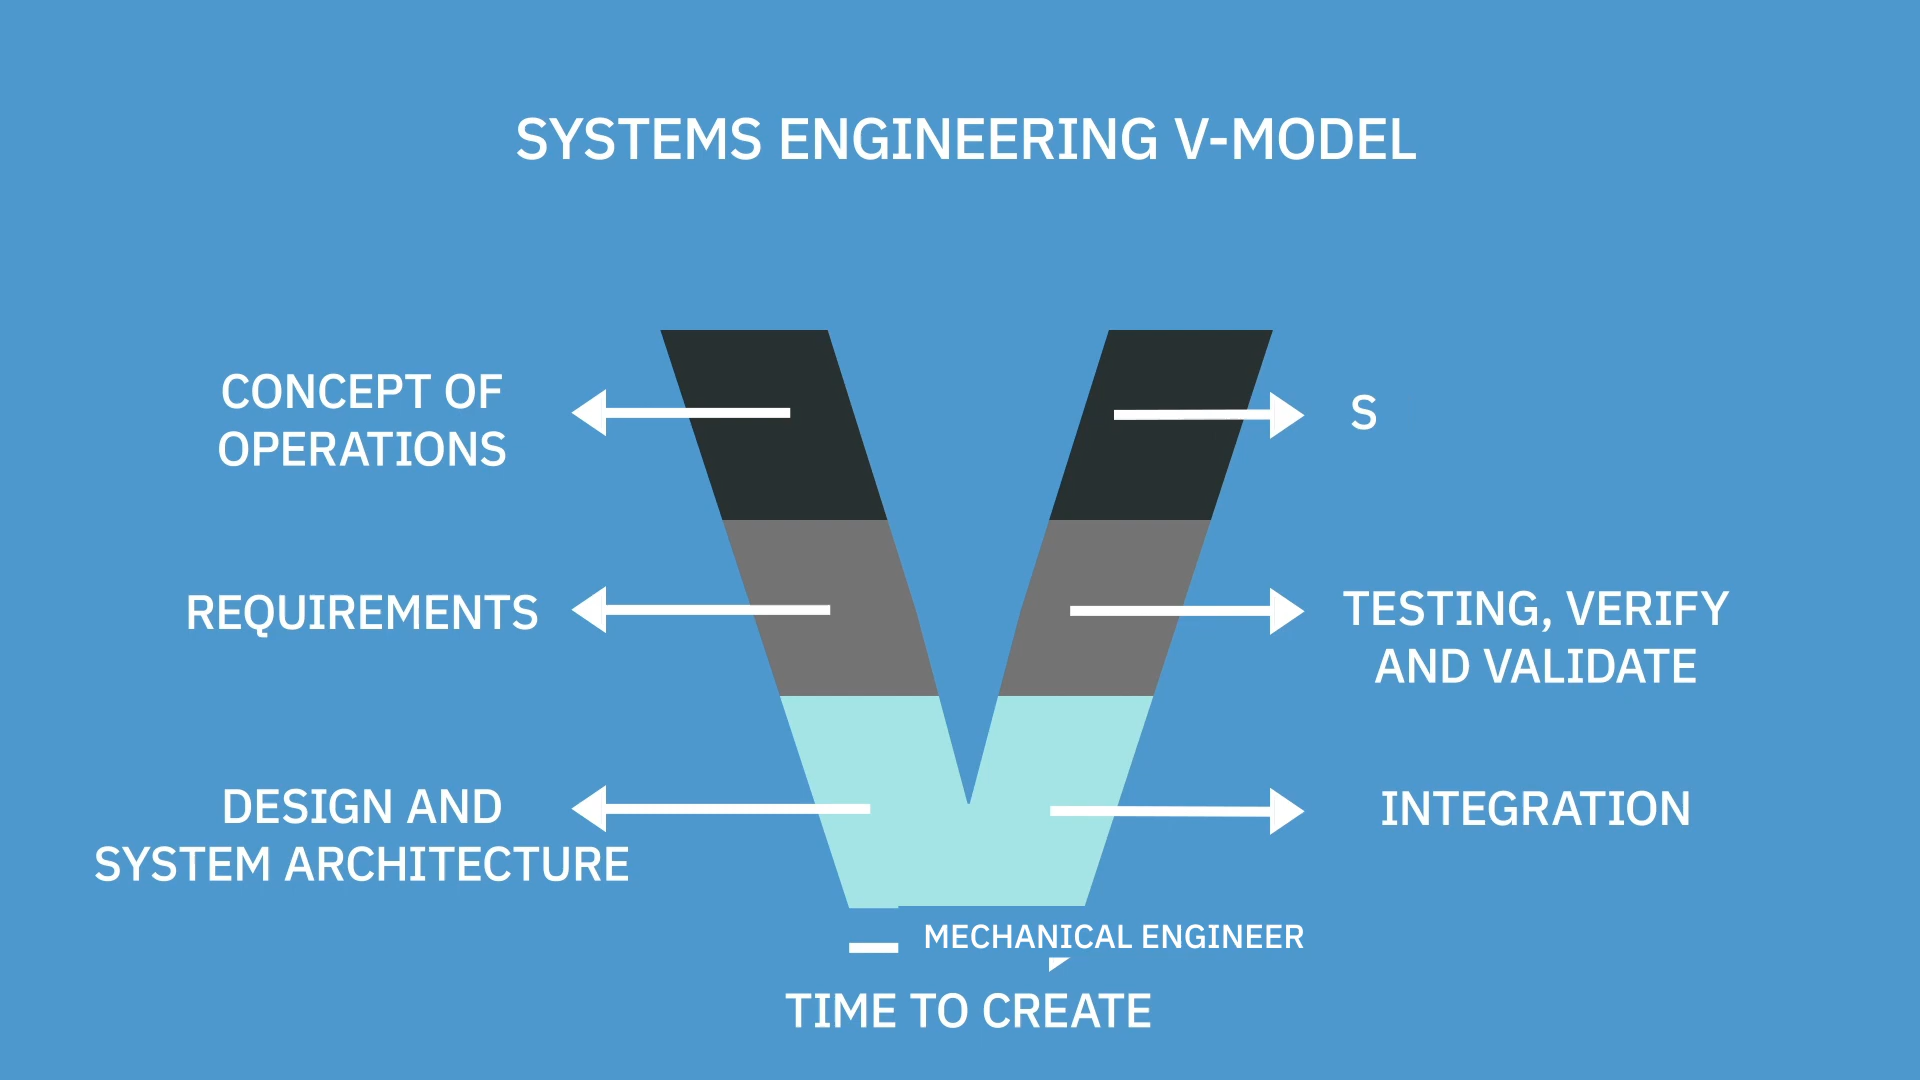 SYSTEMS ENGINEERING V-MODEL
CONCEPT OF
OPERATIONS
S
REQUIREMENTS
TESTING, VERIFY
AND VALIDATE
DESIGN AND
SYSTEM ARCHITECTURE
INTEGRATION
MECHANICAL ENGINEER
TIME TO CREATE